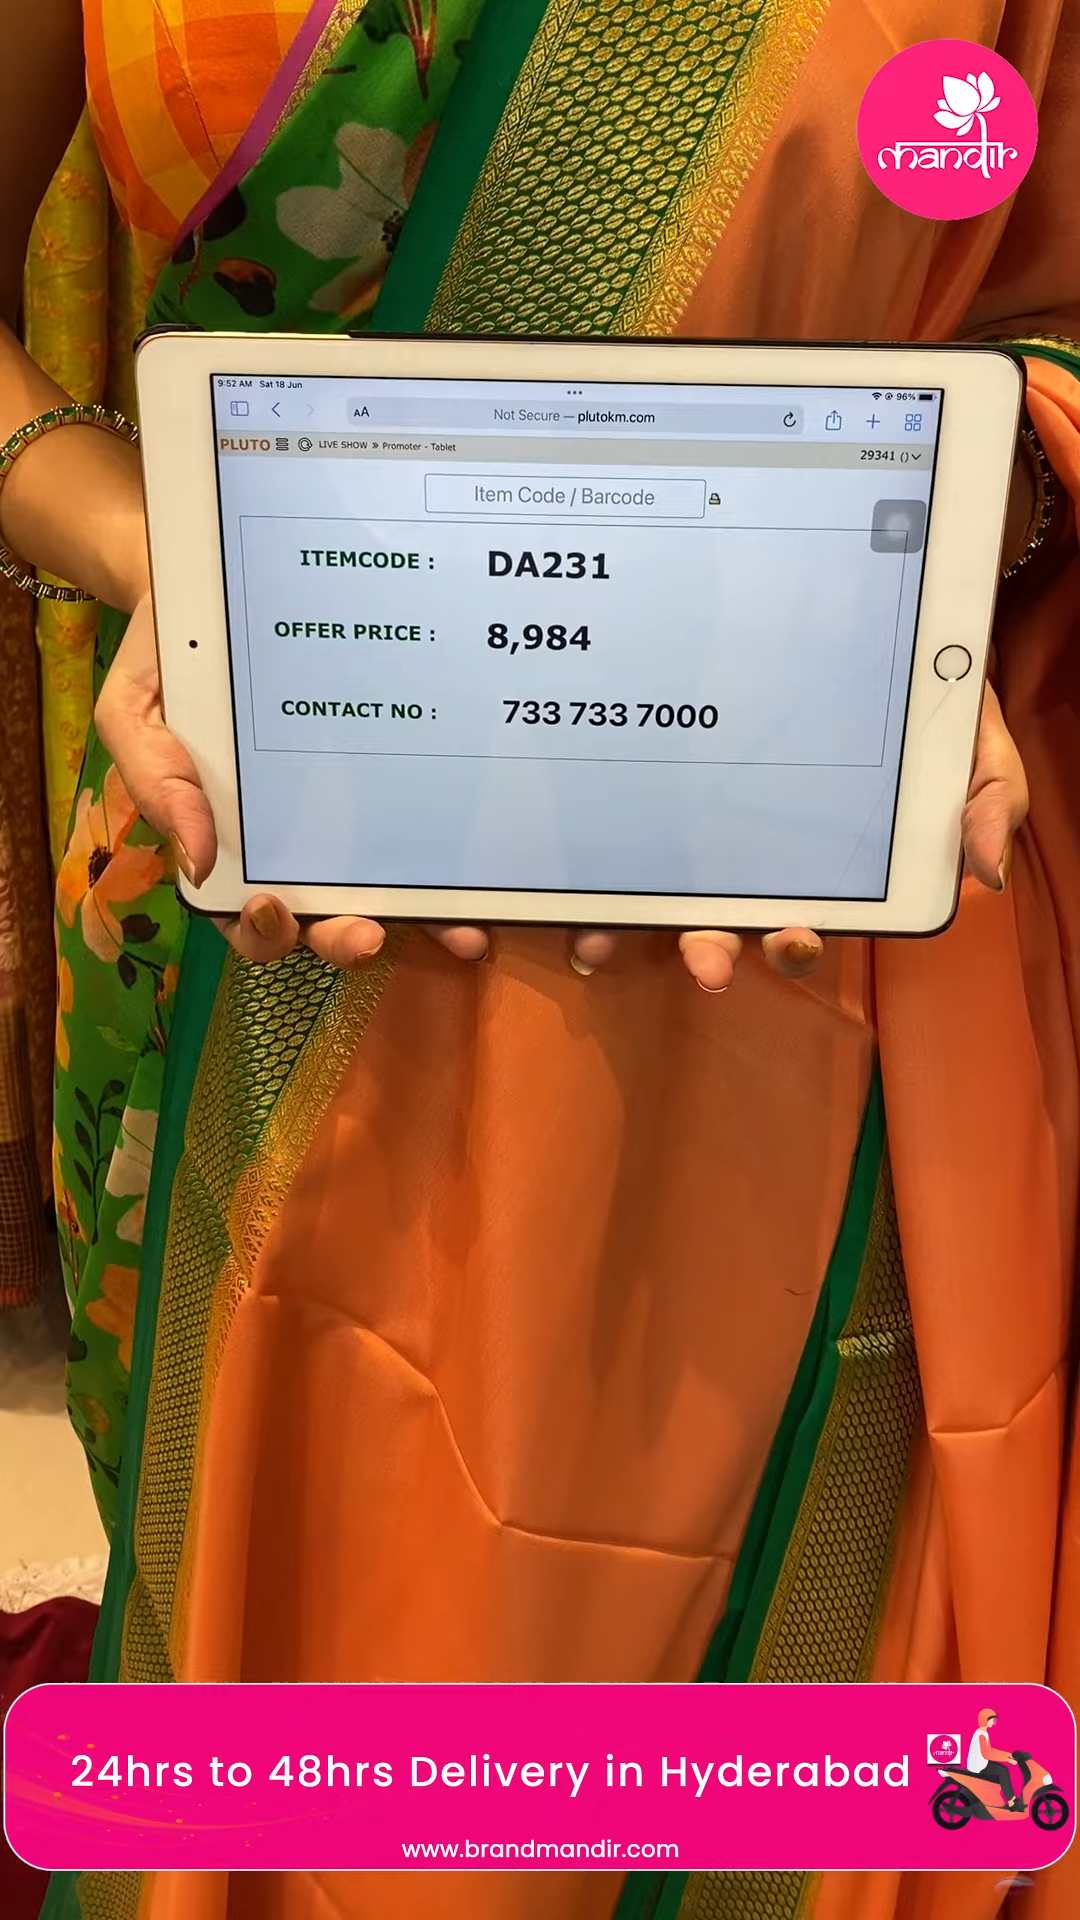 mandir
9:52 AM Sat 18 Jun
96%
AA
Not Secure — plutokm.com
PLUTO LIVE SHOW » Promoter - Tablet
29341 ()
Item Code / Barcode
ITEMCODE : DA231
OFFER PRICE : 8,984
CONTACT NO : 733 733 7000
24hrs to 48hrs Delivery in Hyderabad
mandir
www.brandmandir.com